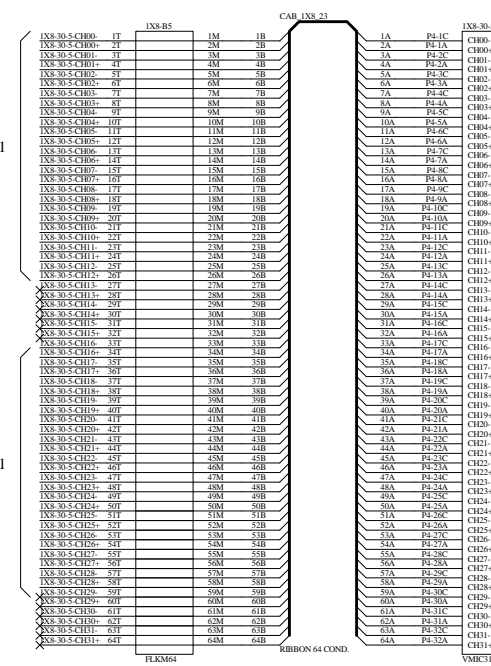 CAB_1X8_23
1X8-B5 1X8-30-
1X8-30-5-CH00- 1T 1M 1B 1A P4-1C CH00-
1X8-30-5-CH00+ 2T 2M 2B 2A P4-1A CH00+
1X8-30-5-CH01- 3T 3M 3B 3A P4-2C CH01-
1X8-30-5-CH01+ 4T 4M 4B 4A P4-2A CH01+
1X8-30-5-CH02- 5T 5M 5B 5A P4-3C CH02-
1X8-30-5-CH02+ 6T 6M 6B 6A P4-3A CH02+
1X8-30-5-CH03- 7T 7M 7B 7A P4-4C CH03-
1X8-30-5-CH03+ 8T 8M 8B 8A P4-4A CH03+
1X8-30-5-CH04- 9T 9M 9B 9A P4-5C CH04-
1X8-30-5-CH04+ 10T 10M 10B 10A P4-5A CH04+
1X8-30-5-CH05- 11T 11M 11B 11A P4-6C CH05-
1X8-30-5-CH05+ 12T 12M 12B 12A P4-6A CH05+
1
1X8-30-5-CH06- 13T 13M 13B 13A P4-7C CH06-
1X8-30-5-CH06+ 14T 14M 14B 14A P4-7A CH06+
1X8-30-5-CH07- 15T 15M 15B 15A P4-8C CH07-
1X8-30-5-CH07+ 16T 16M 16B 16A P4-8A CH07+
1X8-30-5-CH08- 17T 17M 17B 17A P4-9C CH08-
1X8-30-5-CH08+ 18T 18M 18B 18A P4-9A CH08+
1X8-30-5-CH09- 19T 19M 19B 19A P4-10C CH09-
1X8-30-5-CH09+ 20T 20M 20B 20A P4-10A CH09+
1X8-30-5-CH10- 21T 21M 21B 21A P4-11C CH10-
1X8-30-5-CH10+ 22T 22M 22B 22A P4-11A CH10+
1X8-30-5-CH11- 23T 23M 23B 23A P4-12C CH11-
1X8-30-5-CH11+ 24T 24M 24B 24A P4-12A CH11+
1X8-30-5-CH12- 25T 25M 25B 25A P4-13C CH12-
1X8-30-5-CH12+ 26T 26M 26B 26A P4-13A CH12+
1X8-30-5-CH13- 27T 27M 27B 27A P4-14C CH13-
1X8-30-5-CH13+ 28T 28M 28B 28A P4-14A CH13+
1X8-30-5-CH14- 29T 29M 29B 29A P4-15C CH14-
1X8-30-5-CH14+ 30T 30M 30B 30A P4-15A CH14+
1X8-30-5-CH15- 31T 31M 31B 31A P4-16C CH15-
1X8-30-5-CH15+ 32T 32M 32B 32A P4-16A CH15+
1X8-30-5-CH16- 33T 33M 33B 33A P4-17C CH16-
1X8-30-5-CH16+ 34T 34M 34B 34A P4-17A CH16+
1X8-30-5-CH17- 35T 35M 35B 35A P4-18C CH17-
1X8-30-5-CH17+ 36T 36M 36B 36A P4-18A CH17+
1X8-30-5-CH18- 37T 37M 37B 37A P4-19C CH18-
1X8-30-5-CH18+ 38T 38M 38B 38A P4-19A CH18+
1X8-30-5-CH19- 39T 39M 39B 39A P4-20C CH19-
1X8-30-5-CH19+ 40T 40M 40B 40A P4-20A CH19+
1X8-30-5-CH20- 41T 41M 41B 41A P4-21C CH20-
1X8-30-5-CH20+ 42T 42M 42B 42A P4-21A CH20+
1X8-30-5-CH21- 43T 43M 43B 43A P4-22C CH21-
1X8-30-5-CH21+ 44T 44M 44B 44A P4-22A CH21+
1X8-30-5-CH22- 45T 45M 45B 45A P4-23C CH22-
1
1X8-30-5-CH22+ 46T 46M 46B 46A P4-23A CH22+
1X8-30-5-CH23- 47T 47M 47B 47A P4-24C CH23-
1X8-30-5-CH23+ 48T 48M 48B 48A P4-24A CH23+
1X8-30-5-CH24- 49T 49M 49B 49A P4-25C CH24-
1X8-30-5-CH24+ 50T 50M 50B 50A P4-25A CH24+
1X8-30-5-CH25- 51T 51M 51B 51A P4-26C CH25-
1X8-30-5-CH25+ 52T 52M 52B 52A P4-26A CH25+
1X8-30-5-CH26- 53T 53M 53B 53A P4-27C CH26-
1X8-30-5-CH26+ 54T 54M 54B 54A P4-27A CH26+
1X8-30-5-CH27- 55T 55M 55B 55A P4-28C CH27-
1X8-30-5-CH27+ 56T 56M 56B 56A P4-28A CH27+
1X8-30-5-CH28- 57T 57M 57B 57A P4-29C CH28-
1X8-30-5-CH28+ 58T 58M 58B 58A P4-29A CH28+
1X8-30-5-CH29- 59T 59M 59B 59A P4-30C CH29-
1X8-30-5-CH29+ 60T 60M 60B 60A P4-30A CH29+
1X8-30-5-CH30- 61T 61M 61B 61A P4-31C CH30-
1X8-30-5-CH30+ 62T 62M 62B 62A P4-31A CH30+
1X8-30-5-CH31- 63T 63M 63B 63A P4-32C CH31-
1X8-30-5-CH31+ 64T 64M 64B 64A P4-32A CH31+
RIBBON 64 COND.
FLKM64 VMIC31